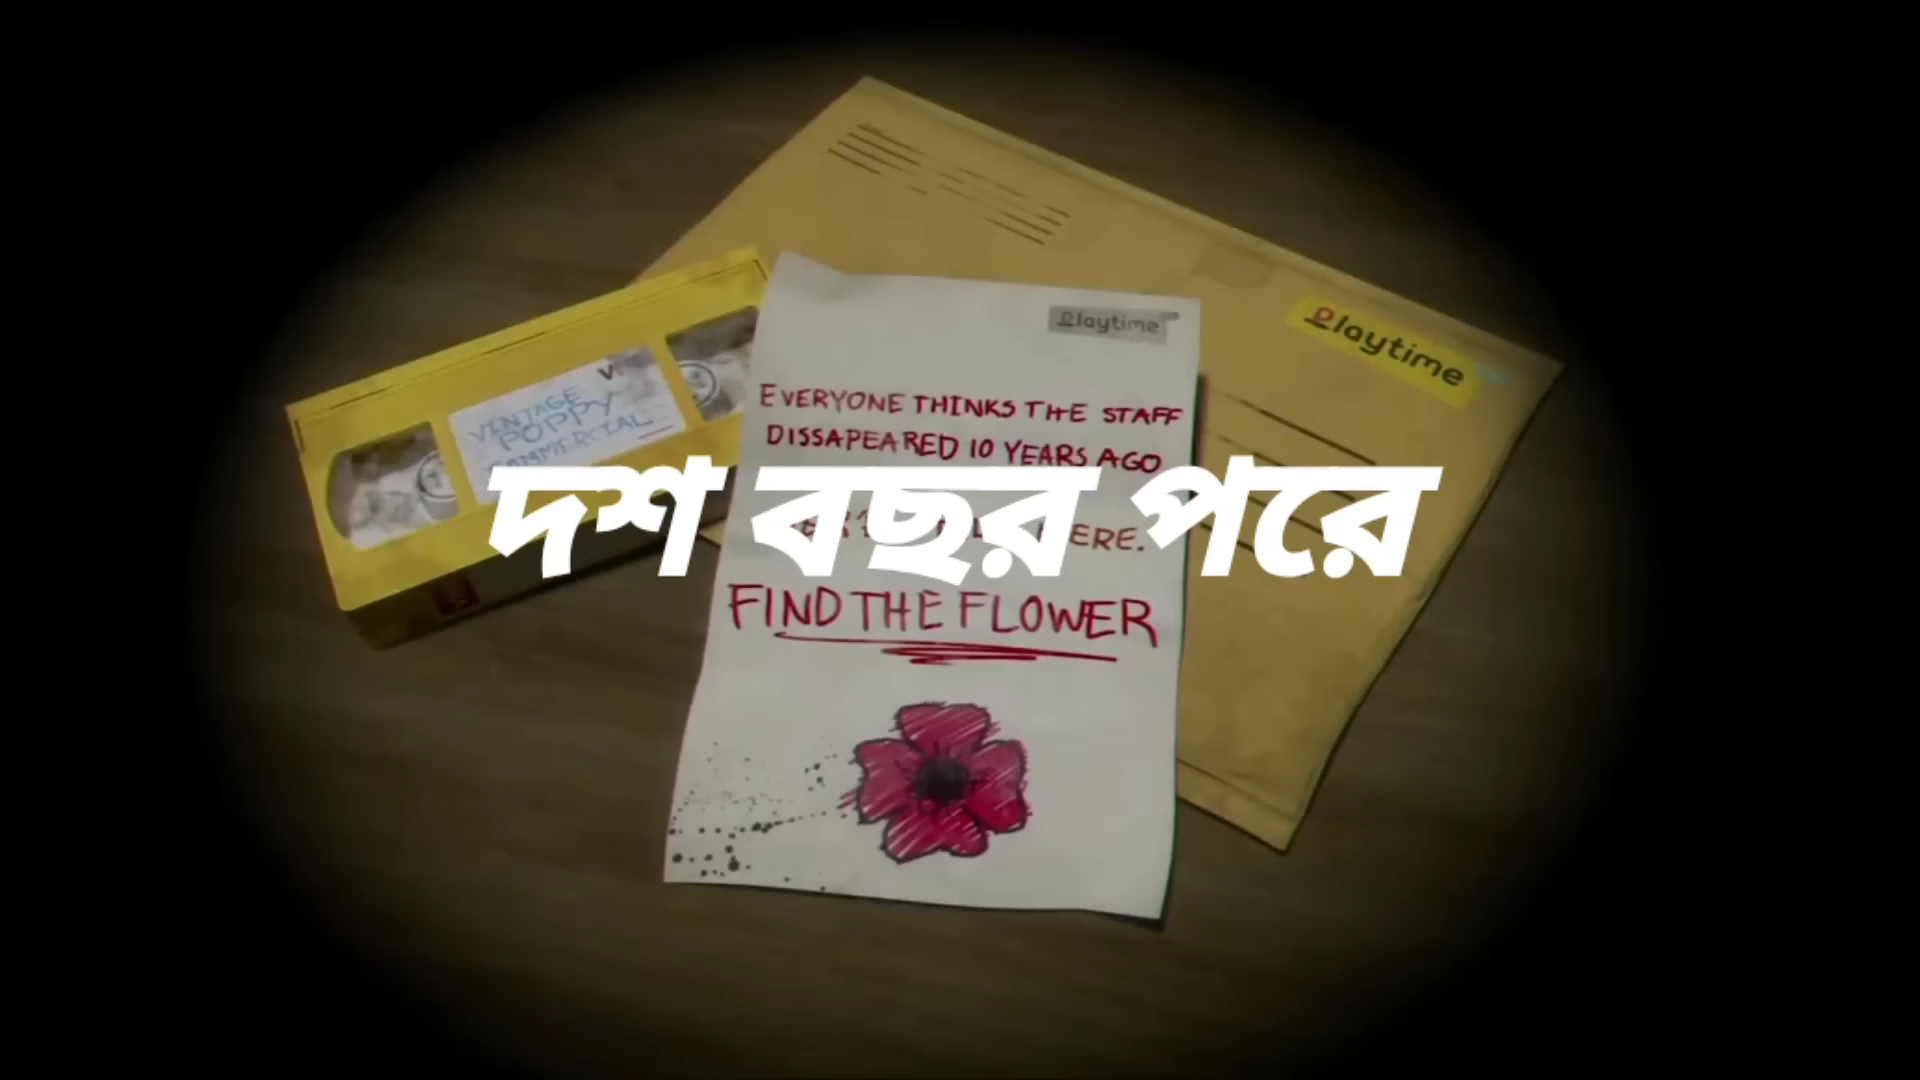 Playtime
Playtime
VINTAGE
POPPY
COMMERCIAL
EVERYONE THINKS THE STAFF
DISSAPEARED 10 YEARS AGO
দশ বছর পরে
HERE.
FIND THE FLOWER